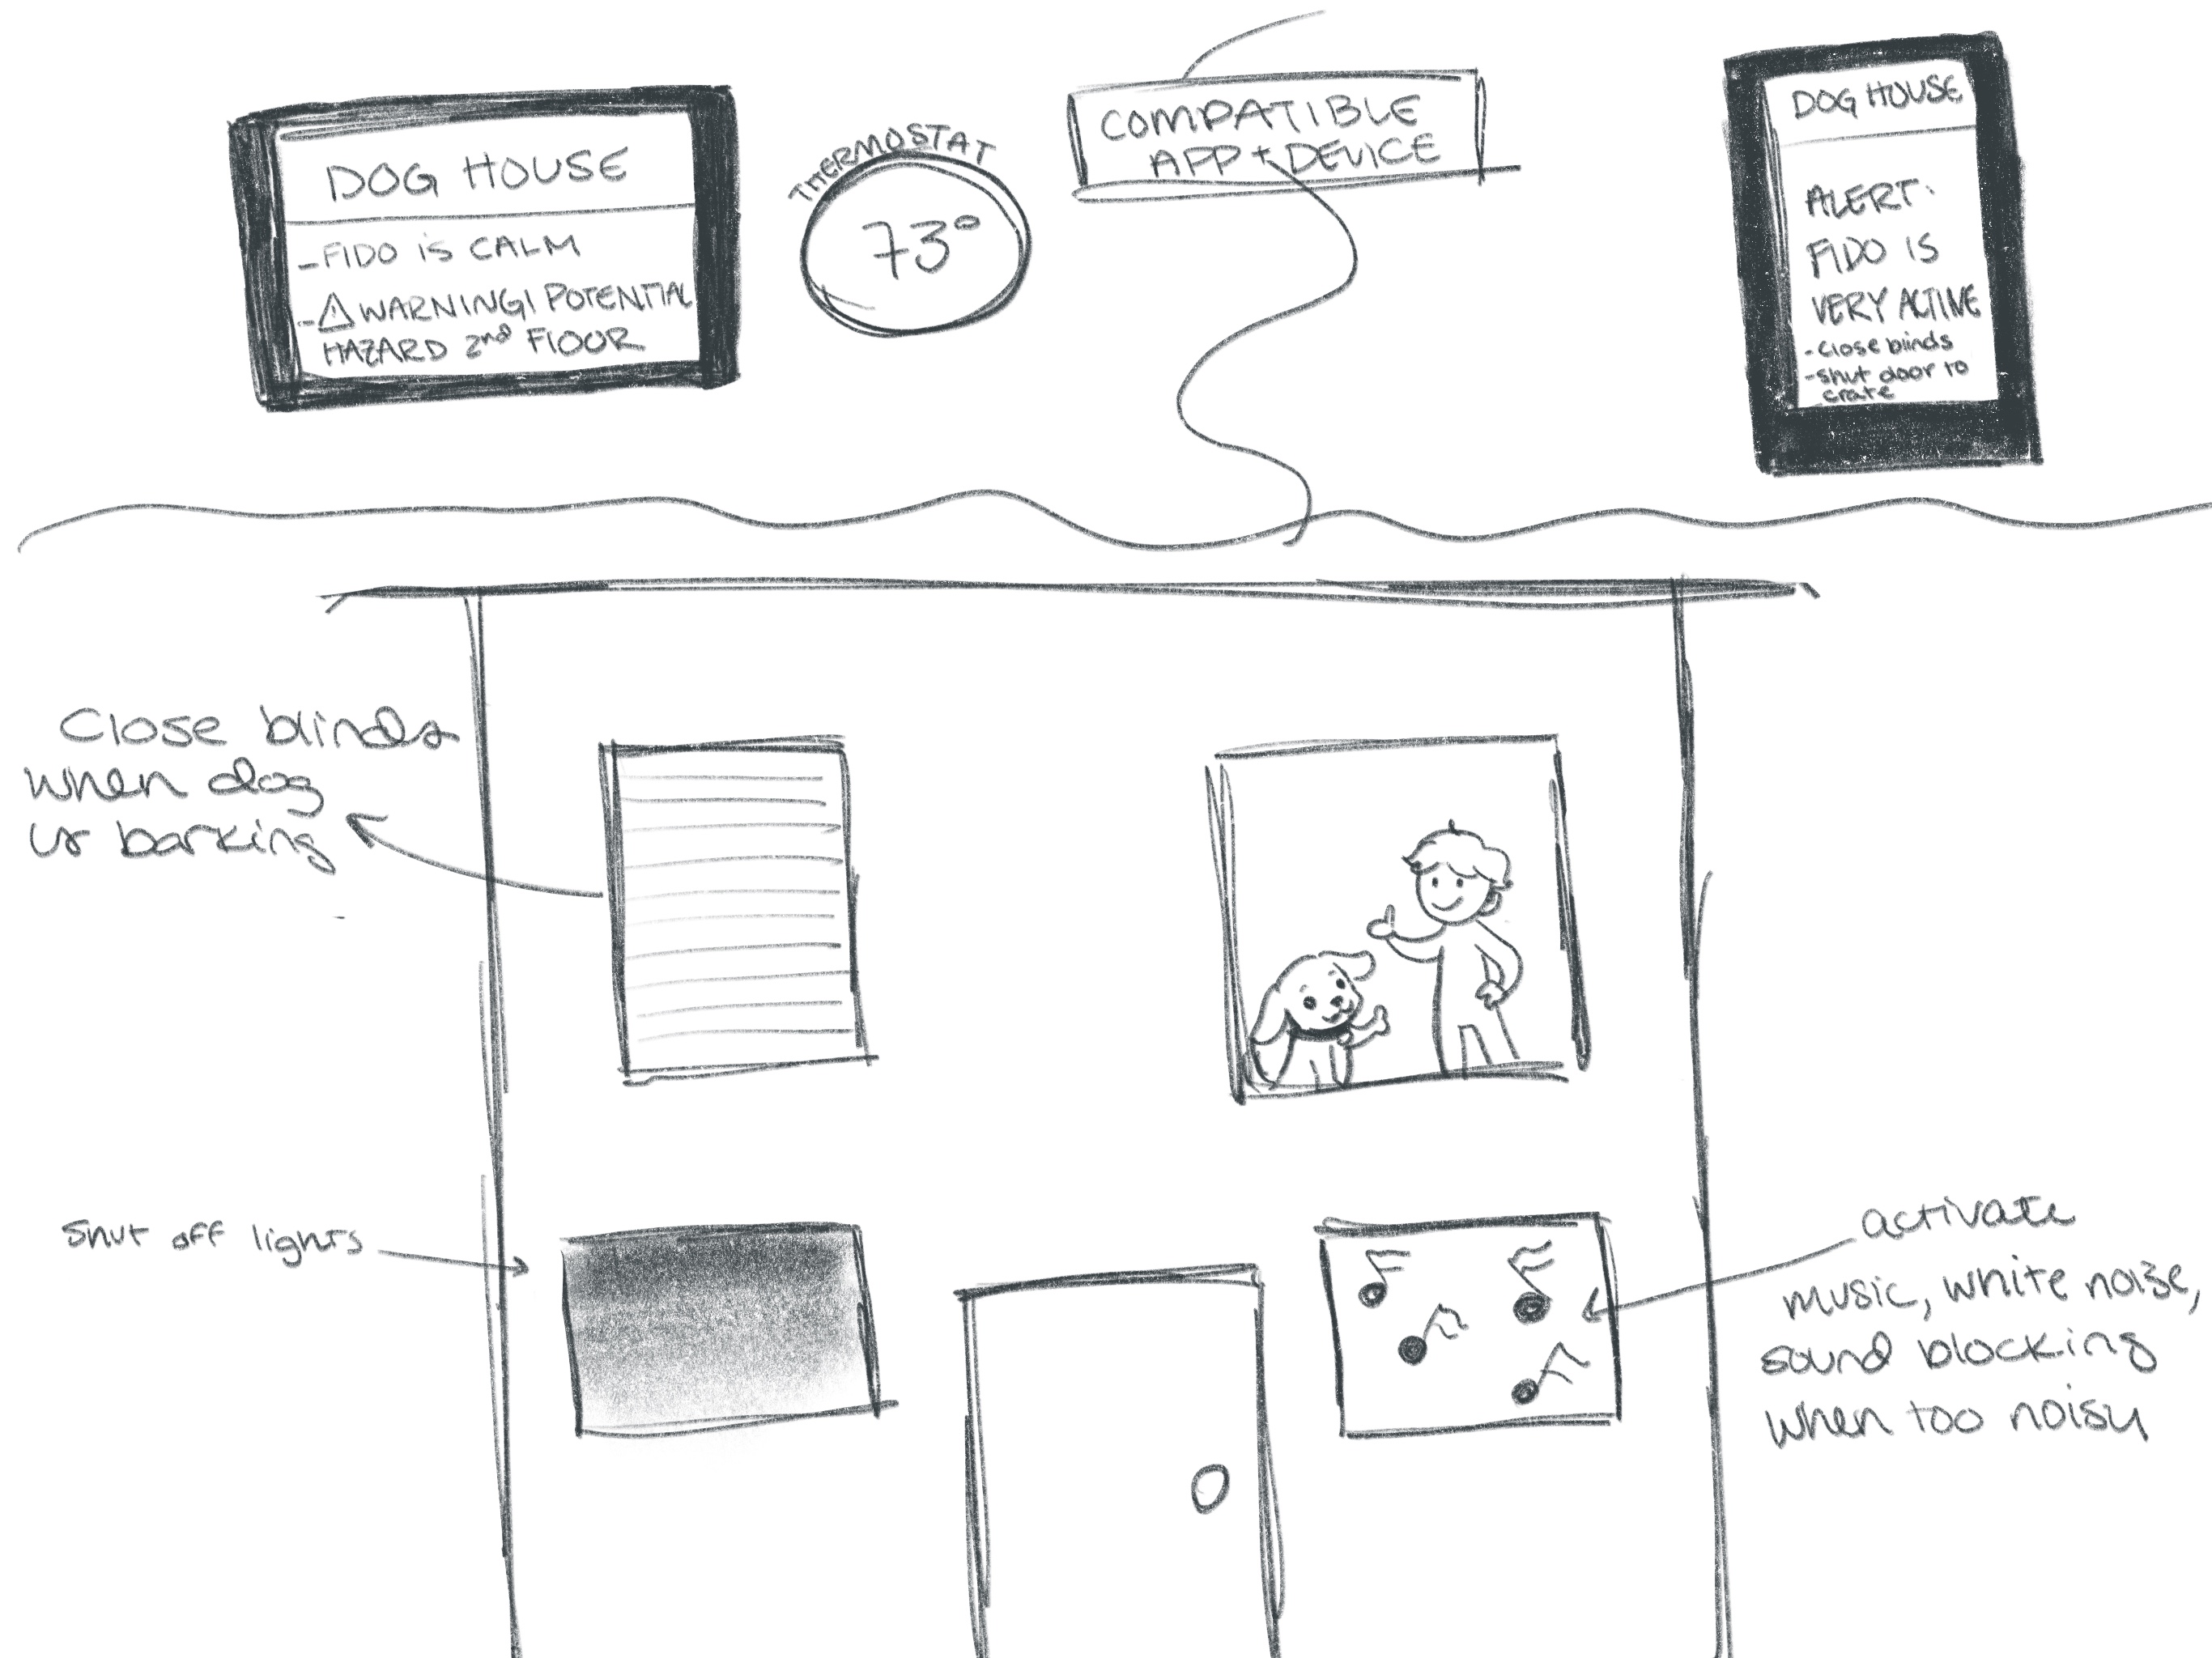 DOG HOUSE
-FIDO IS CALM
-⚠WARNING! POTENTIAL
HAZARD 2nd FLOOR
THERMOSTAT
73°
COMPATIBLE
APP + DEVICE
DOG HOUSE
ALERT:
FIDO IS
VERY ACTIVE
-close blinds
-shut door to
crate
Close blinds
when dog
is barking
shut off lights
activate
music, white noise,
sound blocking
when too noisy